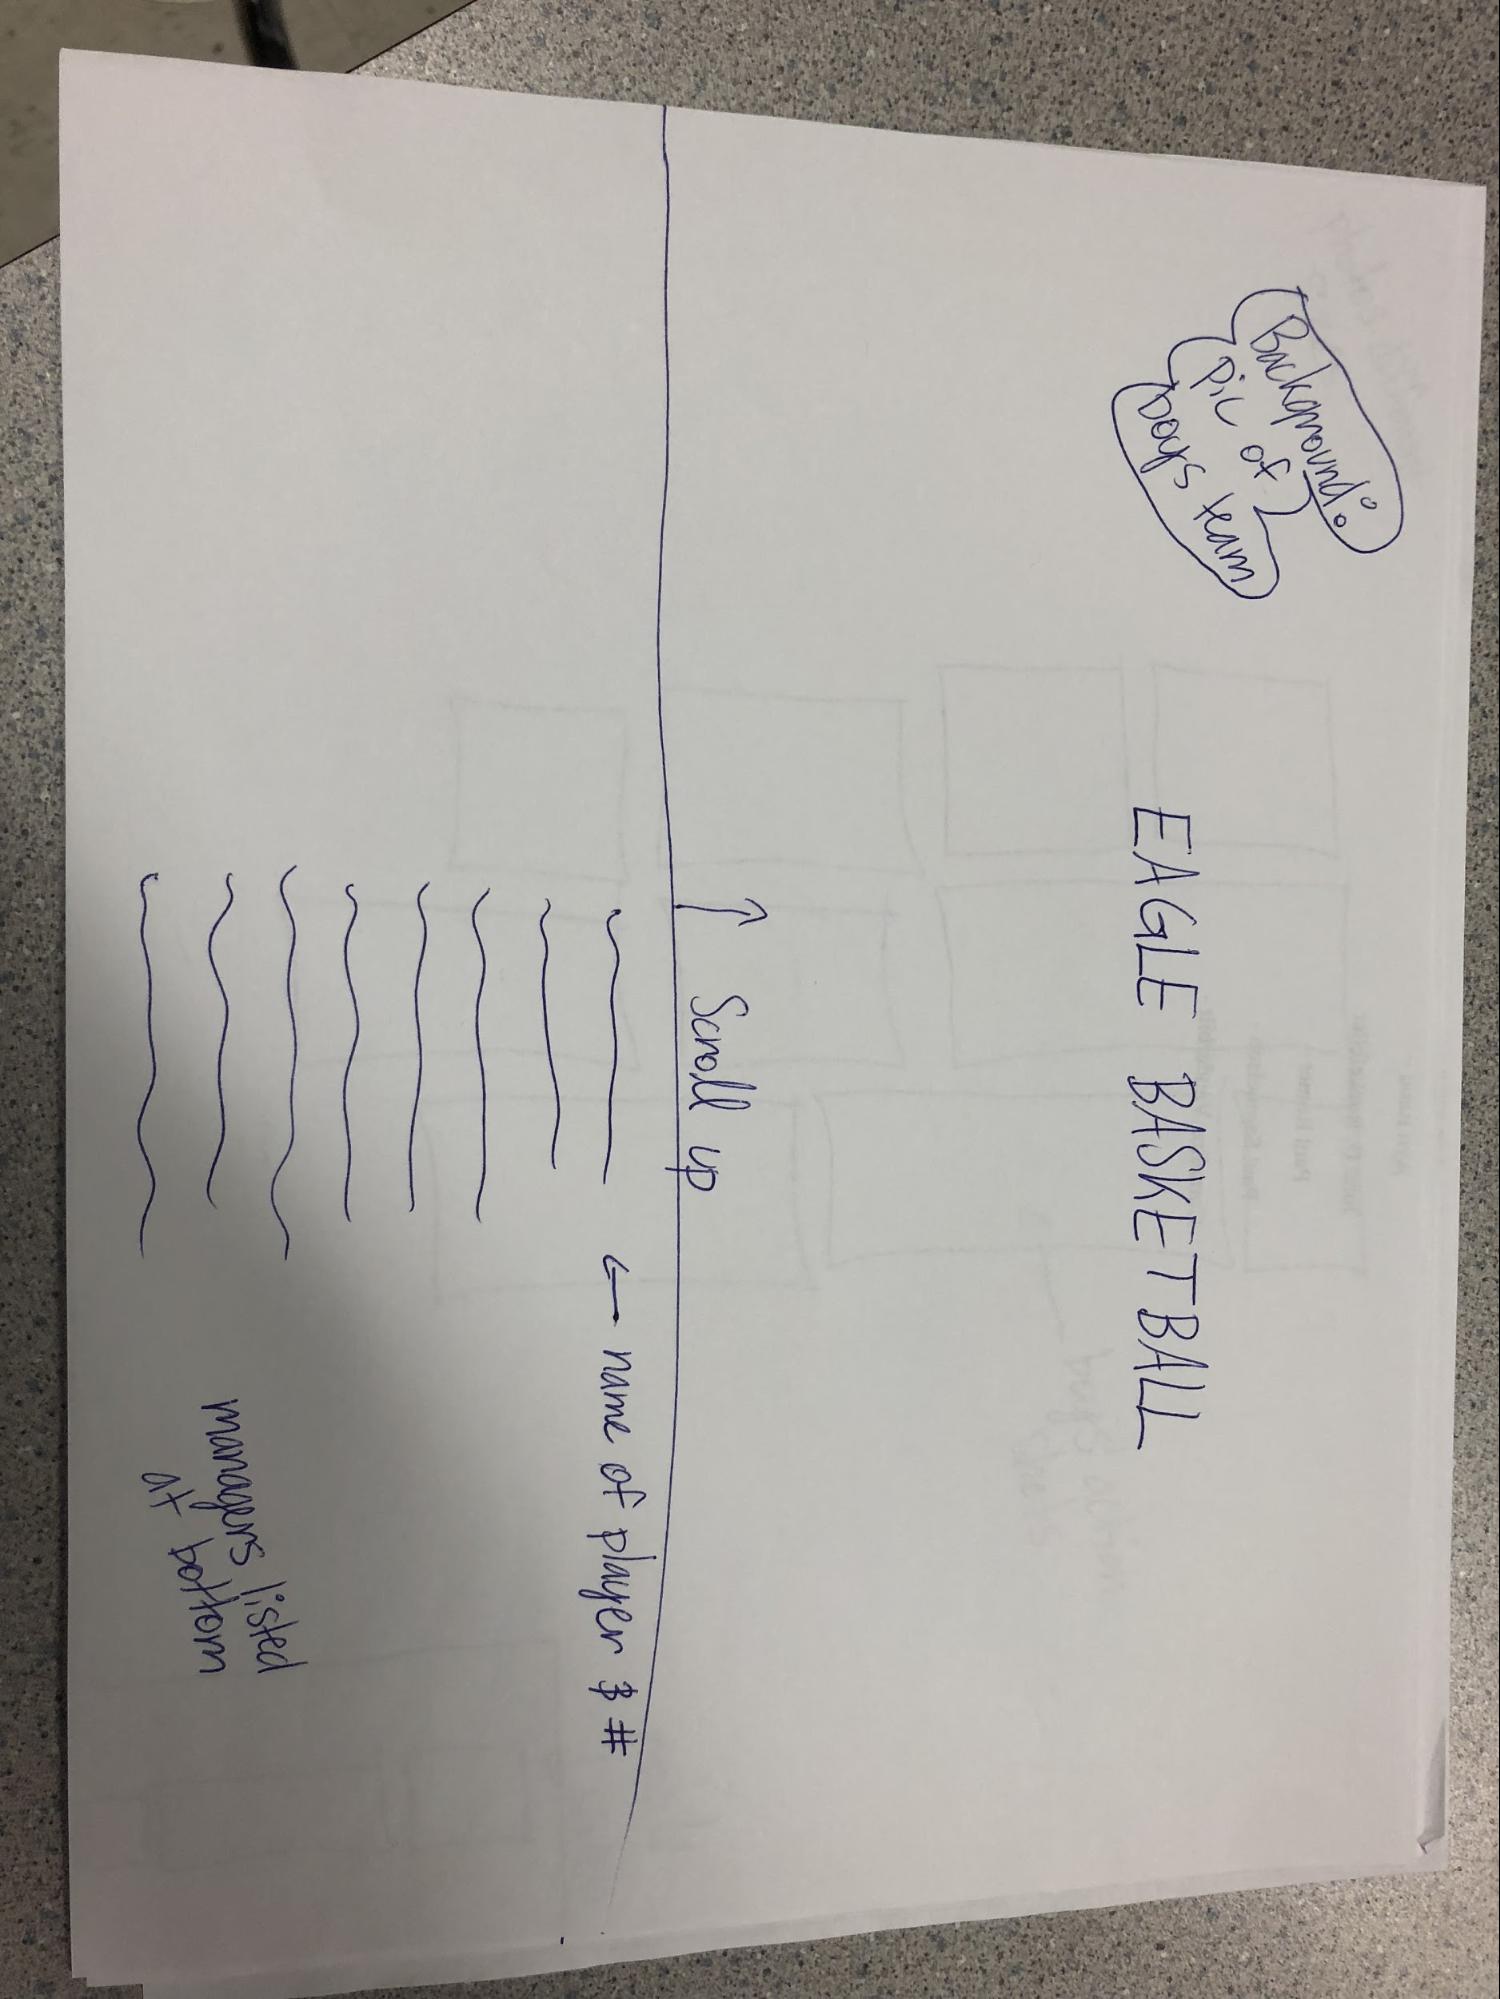 Background:
pic of
boys team
EAGLE BASKETBALL
↑ Scroll up
← name of player & #
managers listed
at bottom